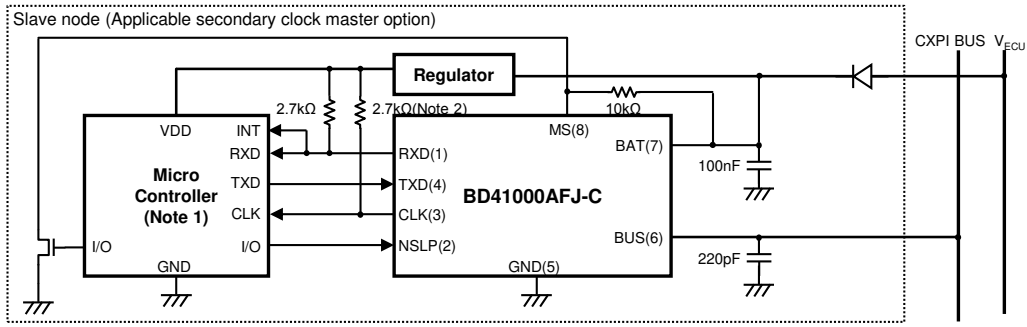 Slave node (Applicable secondary clock master option)
CXPI BUS VECU
Regulator
2.7kΩ 2.7kΩ(Note 2) 10kΩ
VDD INT MS(8)
RXD RXD(1) BAT(7)
100nF
Micro
Controller
(Note 1)
TXD TXD(4) BD41000AFJ-C
CLK CLK(3)
I/O I/O NSLP(2) BUS(6)
GND GND(5) 220pF